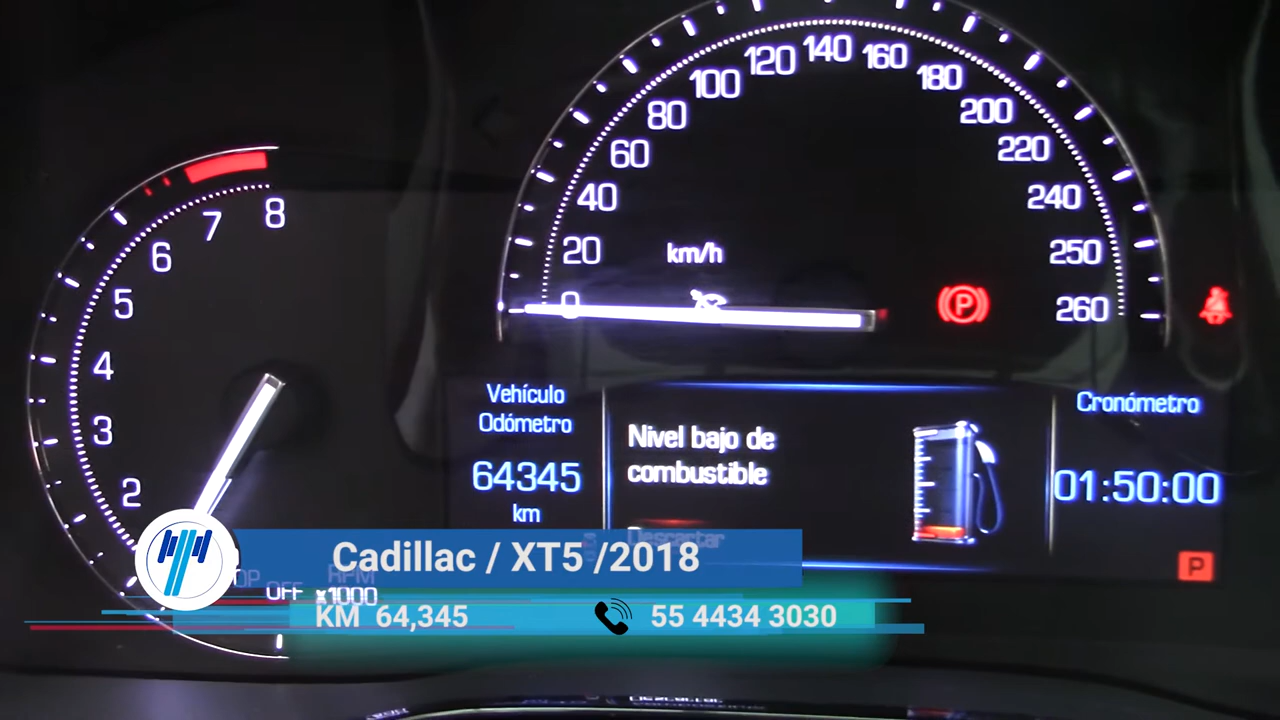 8
7
6
5
4
3
2
OFF
RPM
x1000
0
20
40
60
80
100
120
140
160
180
200
220
240
250
260
km/h
P
Vehículo
Odómetro
64345
km
Nivel bajo de
combustible
Descartar
Cronómetro
01:50:00
P
Cadillac / XT5 /2018
KM 64,345
55 4434 3030